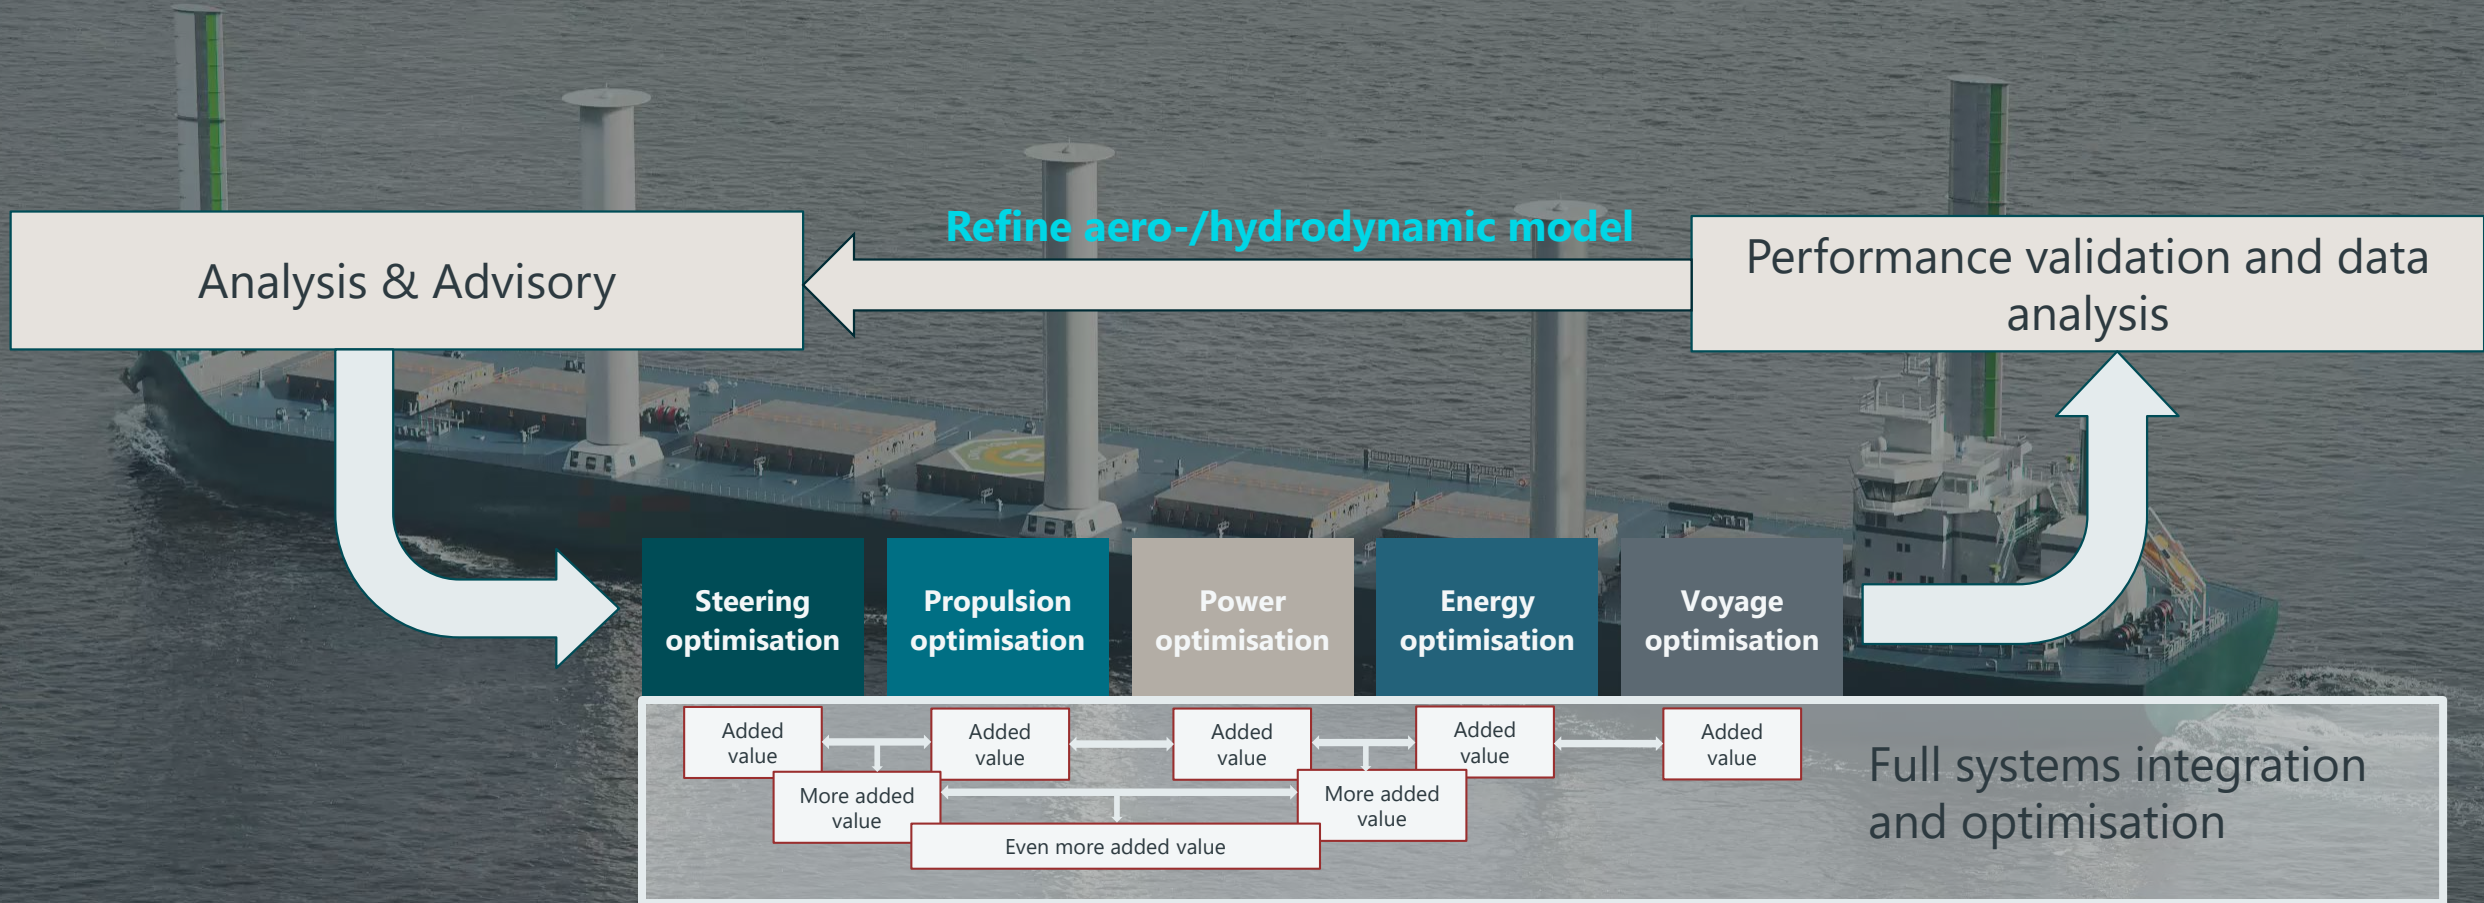 Refine aero-/hydrodynamic model
Analysis & Advisory
Performance validation and data
analysis
Steering
optimisation
Propulsion
optimisation
Power
optimisation
Energy
optimisation
Voyage
optimisation
Added
value
Added
value
Added
value
Added
value
Added
value
More added
value
More added
value
Even more added value
Full systems integration
and optimisation